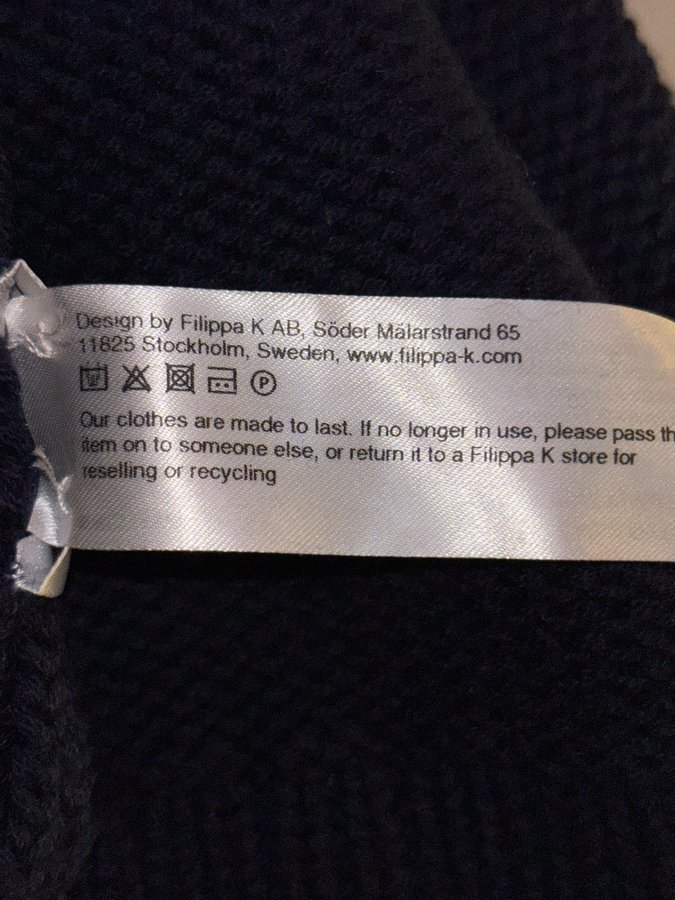 Design by Filippa K AB, Söder Mälarstrand 65
11825 Stockholm, Sweden, www.filippa-k.com
P
Our clothes are made to last. If no longer in use, please pass th
item on to someone else, or return it to a Filippa K store for
reselling or recycling